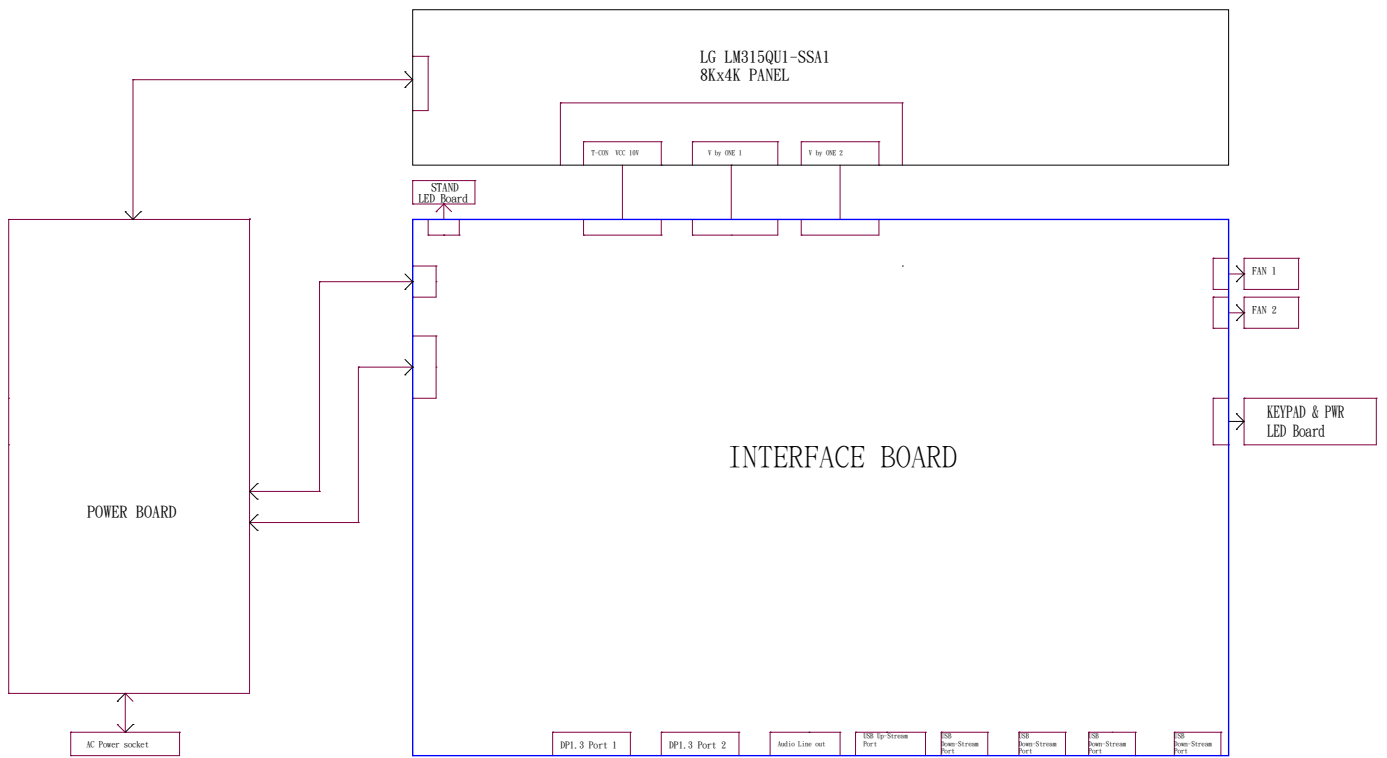 LG LM315QU1-SSA1
8Kx4K PANEL
T-CON VCC 10V
V by ONE 1
V by ONE 2
STAND
LED Board
FAN 1
FAN 2
KEYPAD & PWR
LED Board
INTERFACE BOARD
POWER BOARD
AC Power socket
DP1.3 Port 1
DP1.3 Port 2
Audio Line out
USB Up-Stream
Port
USB
Down-Stream
Port
USB
Down-Stream
Port
USB
Down-Stream
Port
USB
Down-Stream
Port